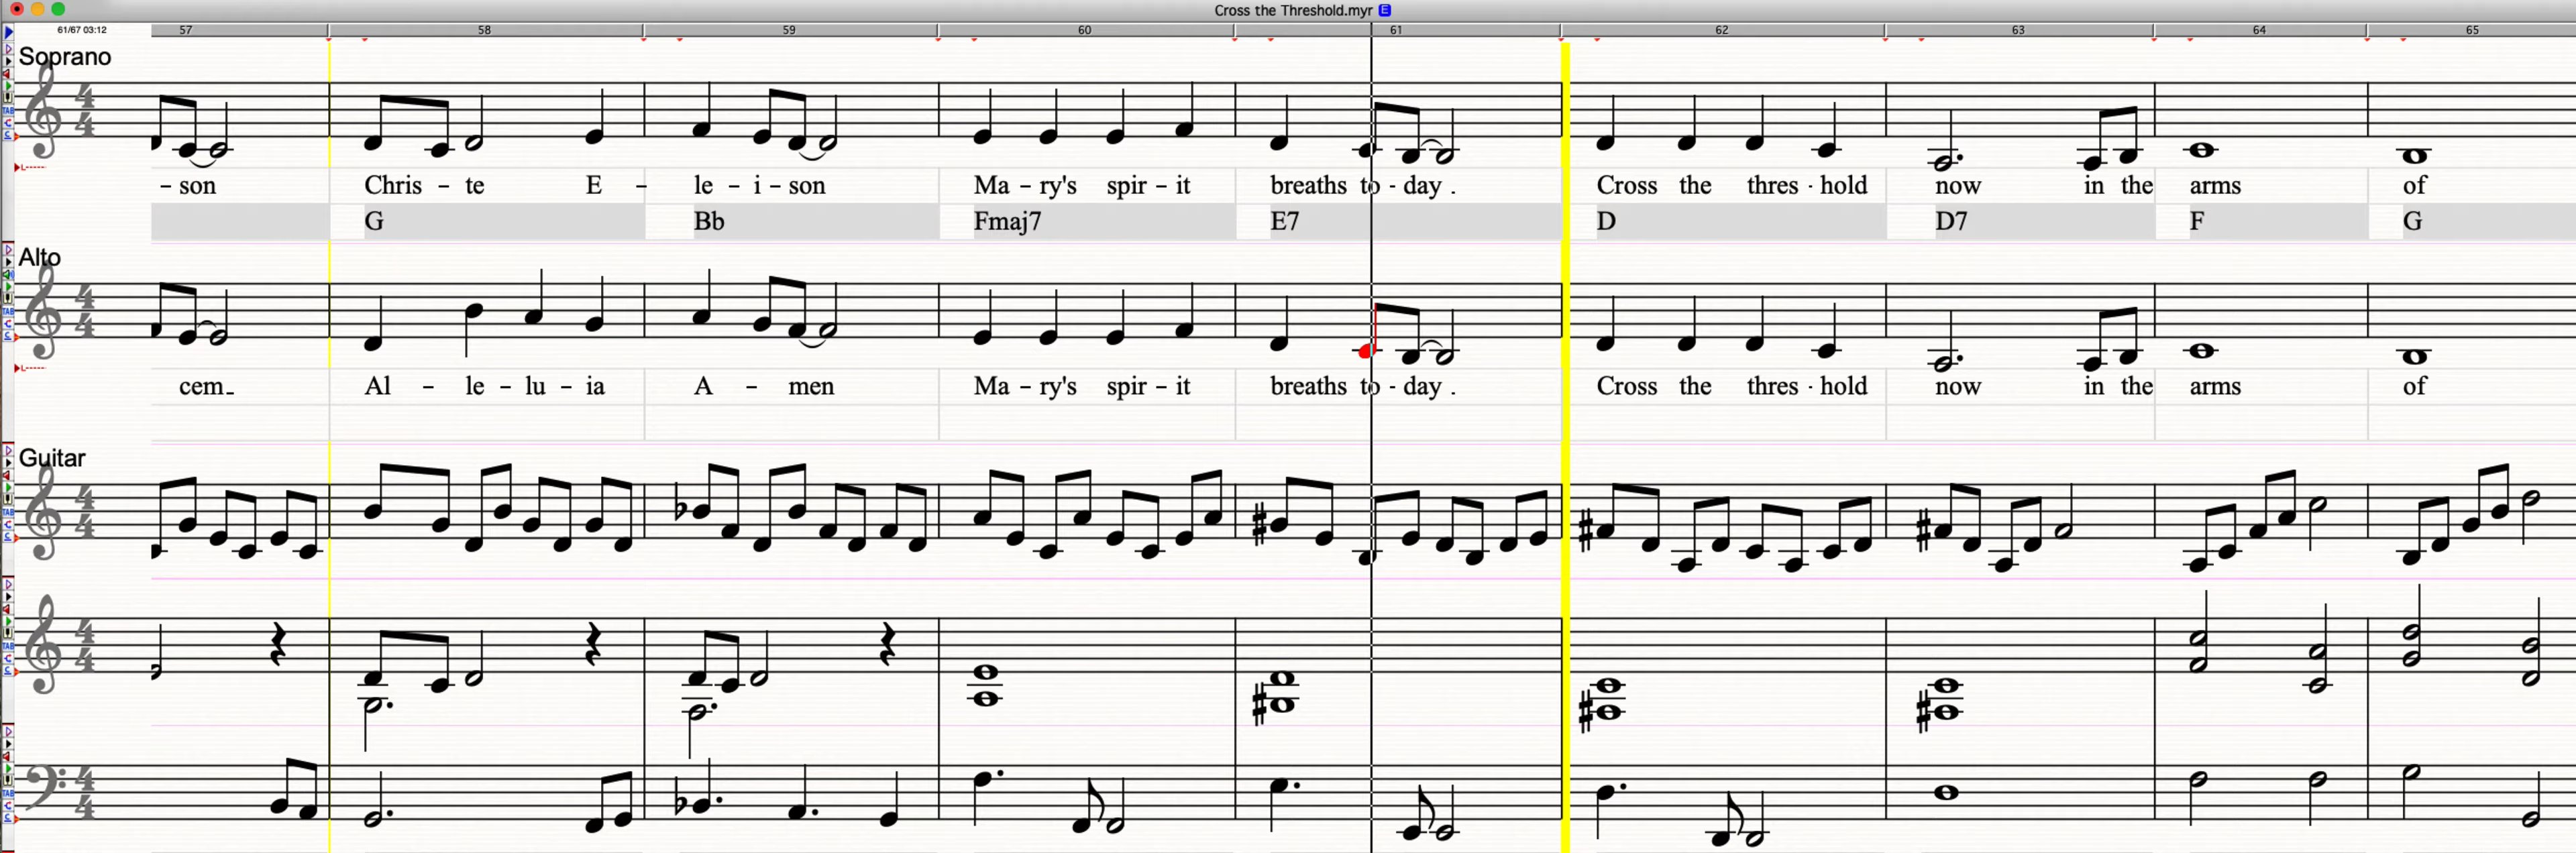 Cross the Threshold.myr E
61/67 03:12 57 58 59 60 61 62 63 64 65
Soprano
– son Chris – te E – le – i – son Ma – ry's spir – it breaths to - day . Cross the thres - hold now in the arms of
G Bb Fmaj7 E7 D D7 F G
Alto
cem_ Al – le – lu – ia A – men Ma – ry's spir – it breaths to - day . Cross the thres - hold now in the arms of
Guitar